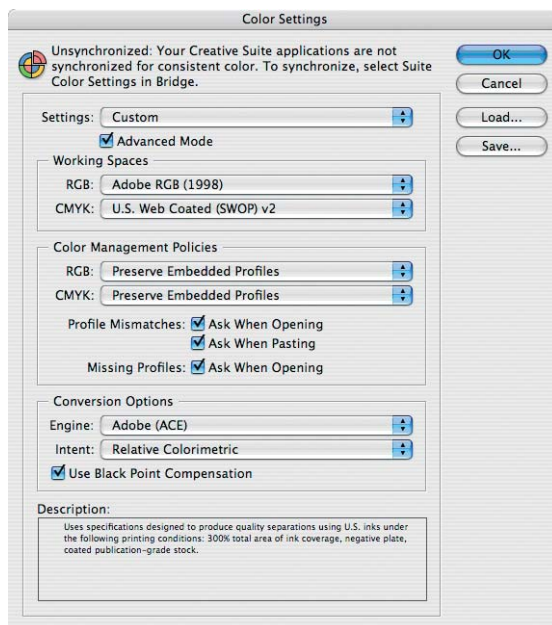 Color Settings
Unsynchronized: Your Creative Suite applications are not
synchronized for consistent color. To synchronize, select Suite
Color Settings in Bridge.
OK
Cancel
Load...
Save...
Settings: Custom
Advanced Mode
Working Spaces
RGB: Adobe RGB (1998)
CMYK: U.S. Web Coated (SWOP) v2
Color Management Policies
RGB: Preserve Embedded Profiles
CMYK: Preserve Embedded Profiles
Profile Mismatches: Ask When Opening
Ask When Pasting
Missing Profiles: Ask When Opening
Conversion Options
Engine: Adobe (ACE)
Intent: Relative Colorimetric
Use Black Point Compensation
Description:
Uses specifications designed to produce quality separations using U.S. inks under
the following printing conditions: 300% total area of ink coverage, negative plate,
coated publication-grade stock.